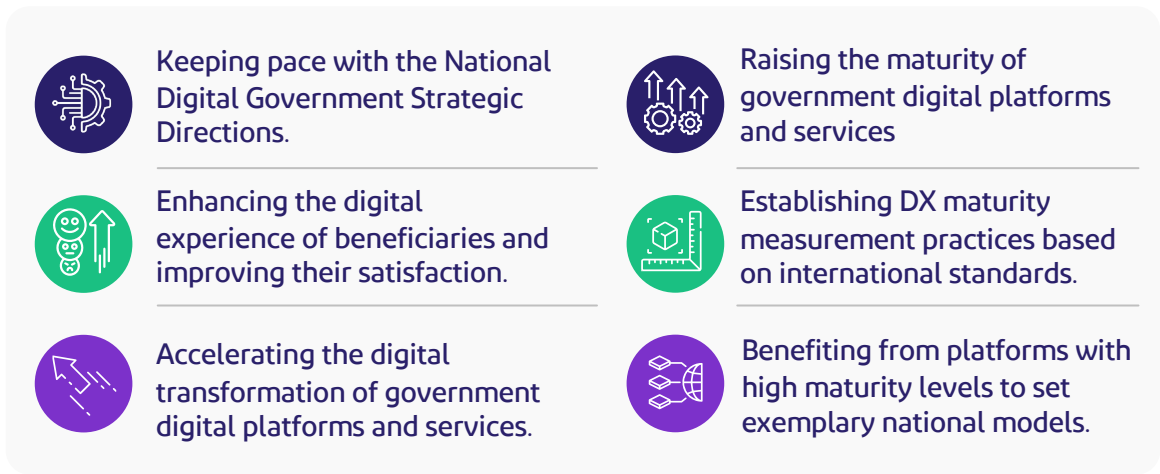 Keeping pace with the National
Digital Government Strategic
Directions.
Raising the maturity of
government digital platforms
and services
Enhancing the digital
experience of beneficiaries and
improving their satisfaction.
Establishing DX maturity
measurement practices based
on international standards.
Accelerating the digital
transformation of government
digital platforms and services.
Benefiting from platforms with
high maturity levels to set
exemplary national models.